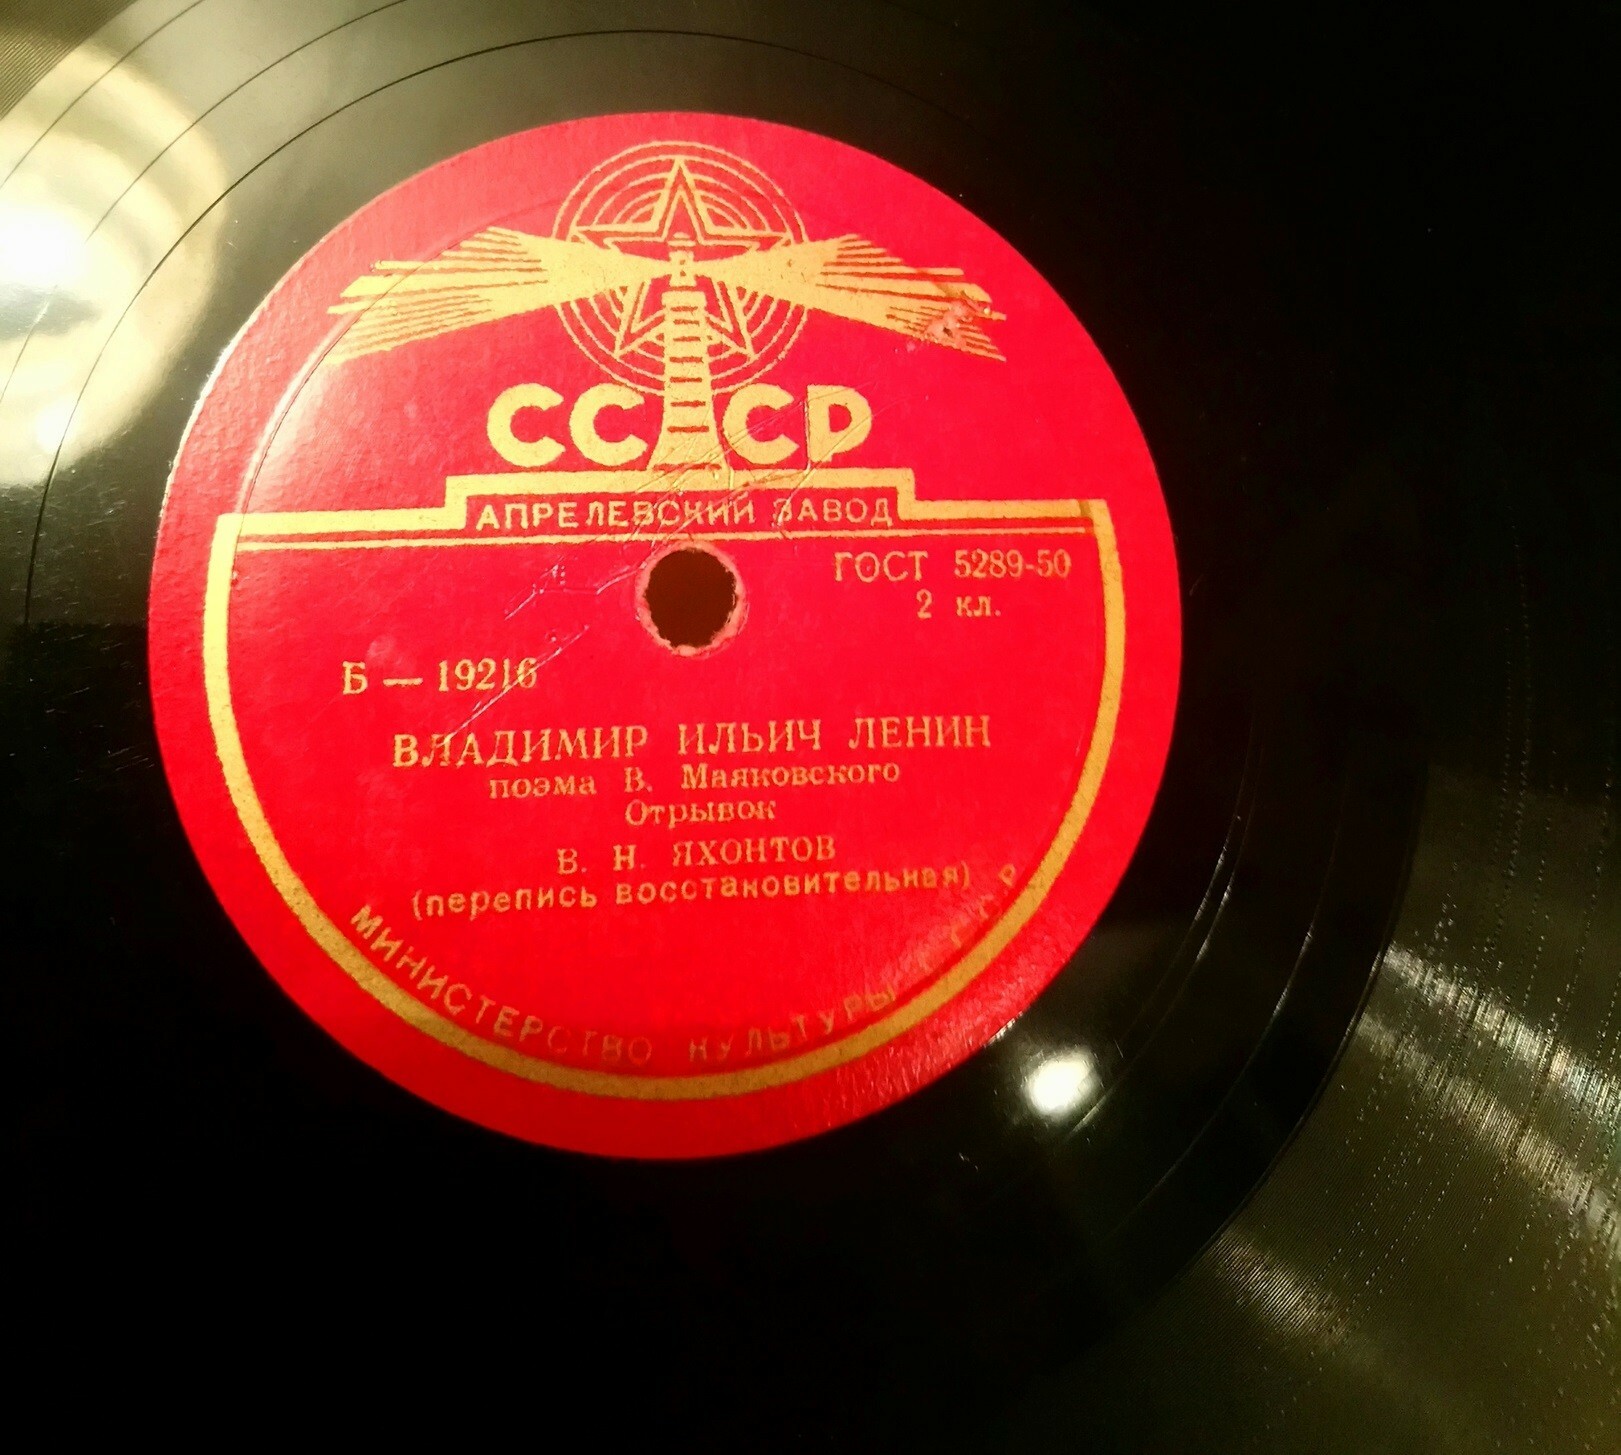 СССР
АПРЕЛЕВСКИЙ ЗАВОД
ГОСТ 5289-50
2 кл.
Б — 19216
ВЛАДИМИР ИЛЬИЧ ЛЕНИН
поэма В. Маяковского
Отрывок
В. Н. ЯХОНТОВ
(перепись восстановительная)
МИНИСТЕРСТВО КУЛЬТУРЫ